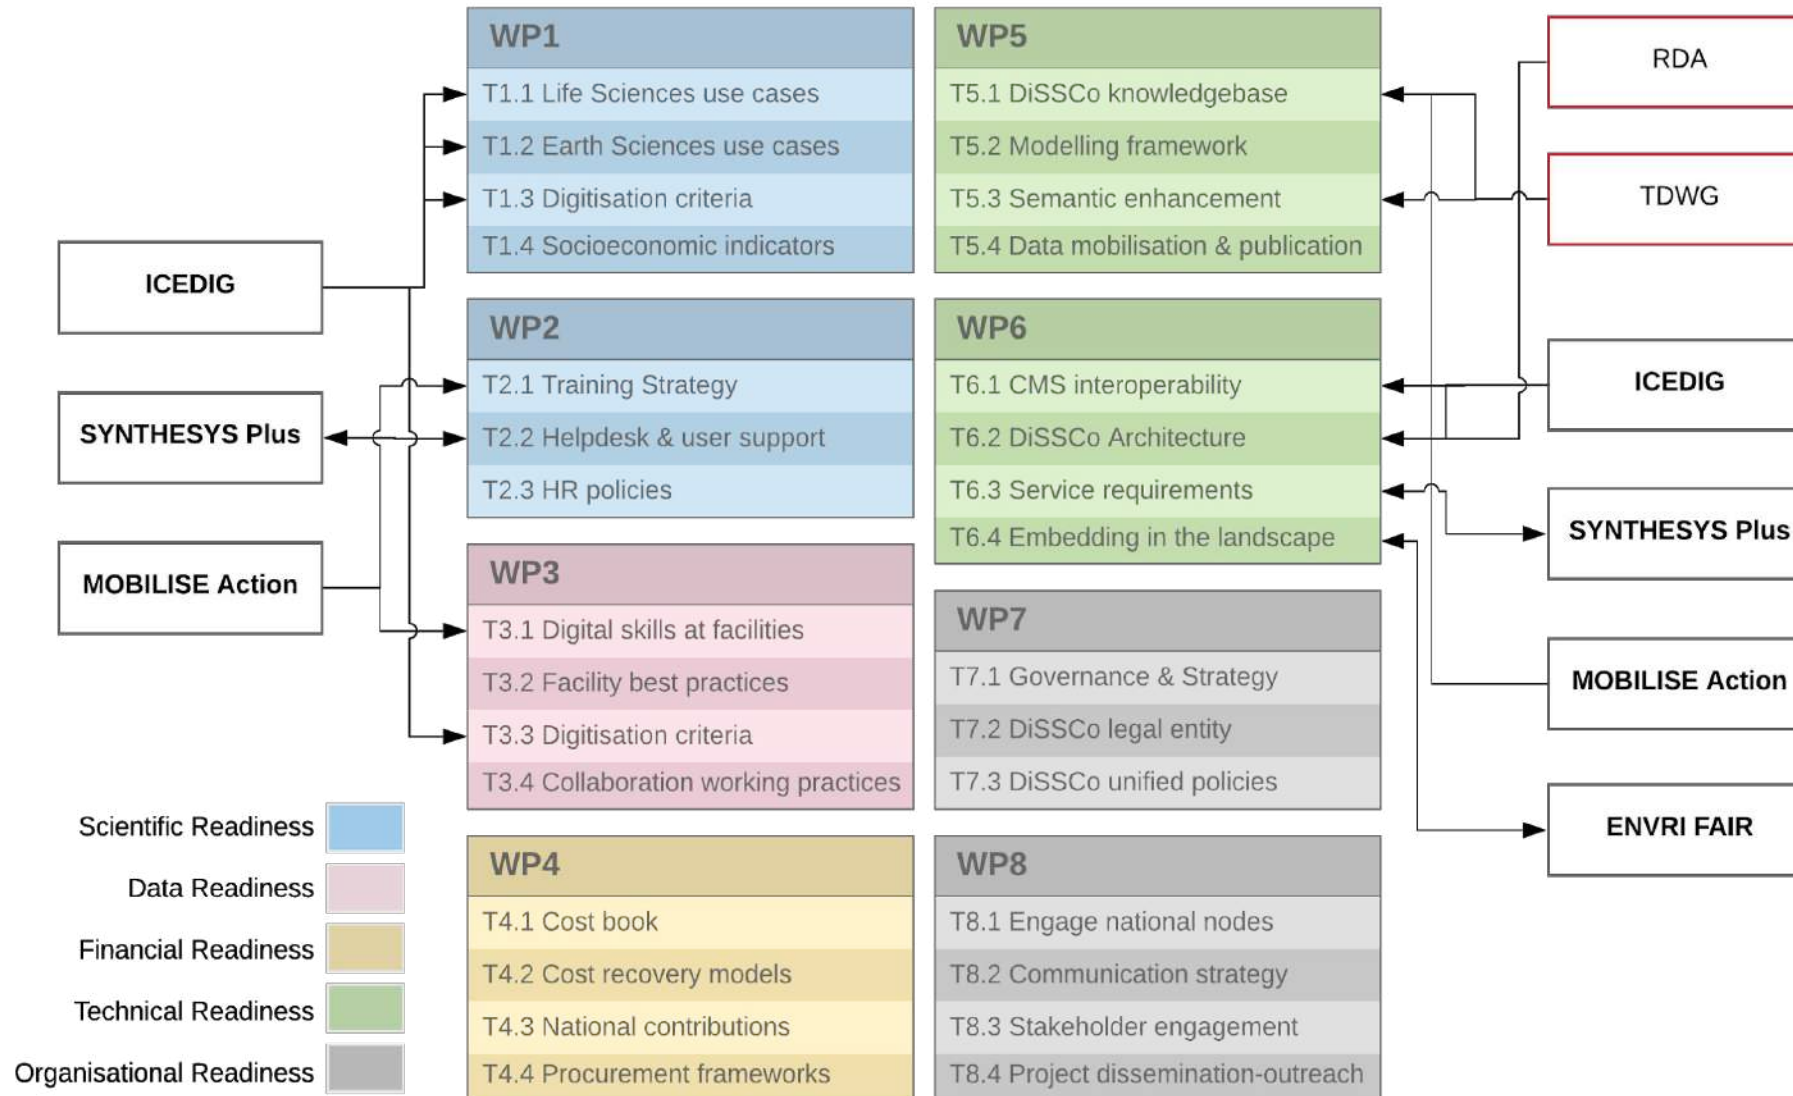 WP1
T1.1 Life Sciences use cases
T1.2 Earth Sciences use cases
T1.3 Digitisation criteria
T1.4 Socioeconomic indicators
WP2
T2.1 Training Strategy
T2.2 Helpdesk & user support
T2.3 HR policies
WP3
T3.1 Digital skills at facilities
T3.2 Facility best practices
T3.3 Digitisation criteria
T3.4 Collaboration working practices
WP4
T4.1 Cost book
T4.2 Cost recovery models
T4.3 National contributions
T4.4 Procurement frameworks
WP5
T5.1 DiSSCo knowledgebase
T5.2 Modelling framework
T5.3 Semantic enhancement
T5.4 Data mobilisation & publication
WP6
T6.1 CMS interoperability
T6.2 DiSSCo Architecture
T6.3 Service requirements
T6.4 Embedding in the landscape
WP7
T7.1 Governance & Strategy
T7.2 DiSSCo legal entity
T7.3 DiSSCo unified policies
WP8
T8.1 Engage national nodes
T8.2 Communication strategy
T8.3 Stakeholder engagement
T8.4 Project dissemination-outreach
ICEDIG
SYNTHESYS Plus
MOBILISE Action
RDA
TDWG
ICEDIG
SYNTHESYS Plus
MOBILISE Action
ENVRI FAIR
Scientific Readiness
Data Readiness
Financial Readiness
Technical Readiness
Organisational Readiness